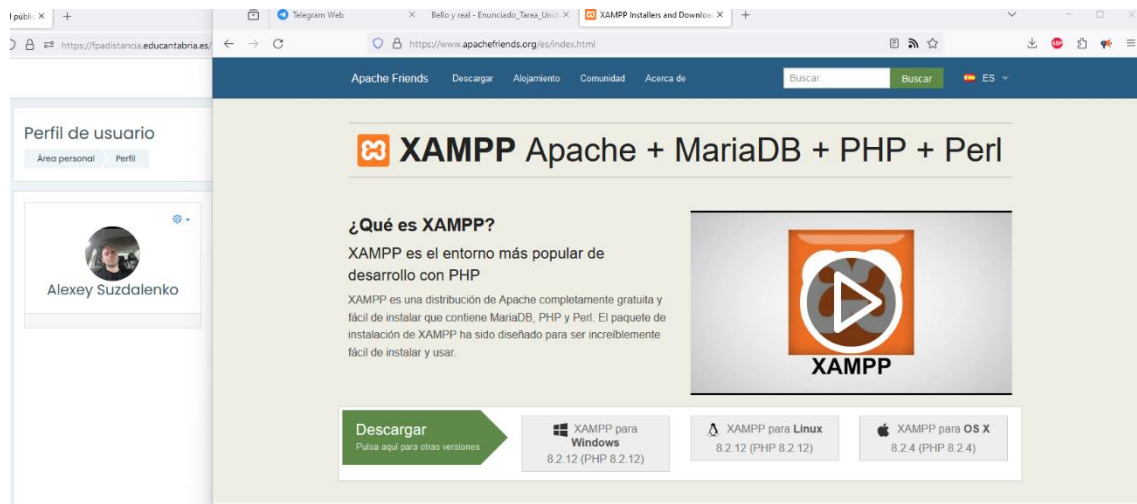 l públic
Telegram Web
Bello y real - Enunciado_Tarea_Unid
XAMPP Installers and Downloa
https://fpadistancia.educantabria.es/
https://www.apachefriends.org/es/index.html
Apache Friends Descargar Alojamiento Comunidad Acerca de
Buscar...
Buscar
ES
Perfil de usuario
Área personal Perfil
Alexey Suzdalenko
XAMPP Apache + MariaDB + PHP + Perl
¿Qué es XAMPP?
XAMPP es el entorno más popular de
desarrollo con PHP
XAMPP es una distribución de Apache completamente gratuita y
fácil de instalar que contiene MariaDB, PHP y Perl. El paquete de
instalación de XAMPP ha sido diseñado para ser increíblemente
fácil de instalar y usar.
XAMPP
Descargar
Pulsa aquí para otras versiones
XAMPP para
Windows
8.2.12 (PHP 8.2.12)
XAMPP para Linux
8.2.12 (PHP 8.2.12)
XAMPP para OS X
8.2.4 (PHP 8.2.4)